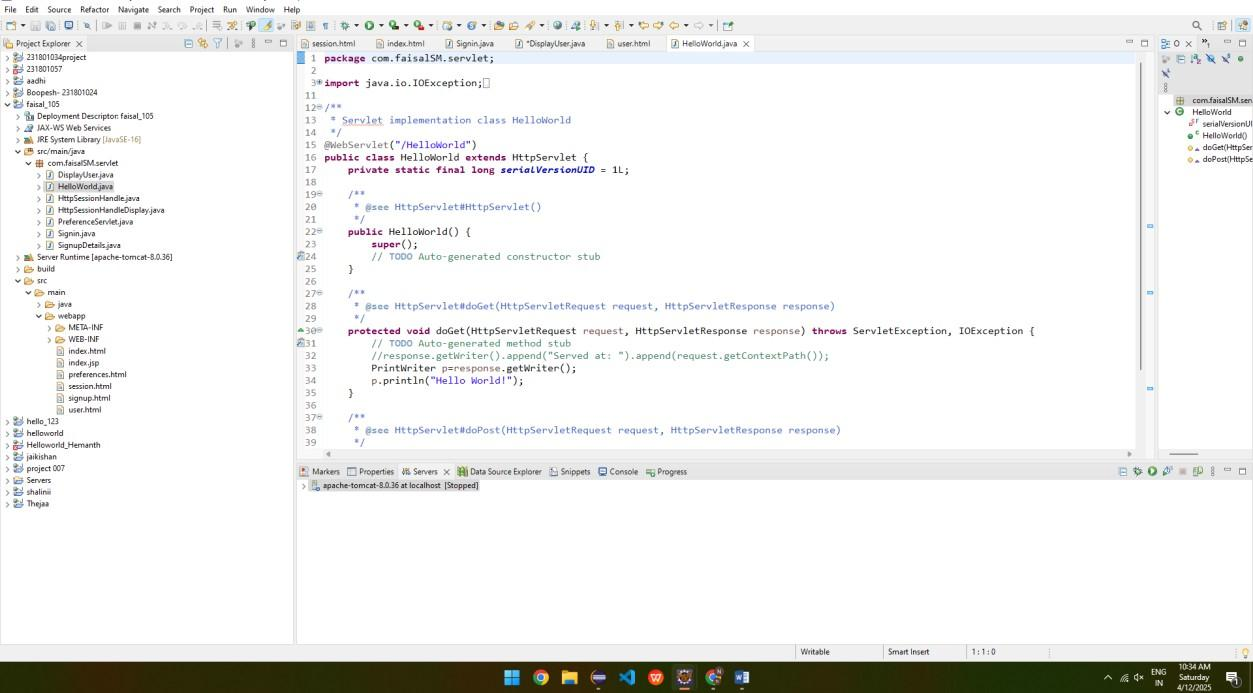 File Edit Source Refactor Navigate Search Project Run Window Help
Project Explorer
231801034project
231801057
aadhi
Boopesh- 231801024
faisal_105
Deployment Descriptor: faisal_105
JAX-WS Web Services
JRE System Library [JavaSE-16]
src/main/java
com.faisalSM.servlet
DisplayUser.java
HelloWorld.java
HttpSessionHandle.java
HttpSessionHandleDisplay.java
PreferenceServlet.java
Signin.java
SignupDetails.java
Server Runtime [apache-tomcat-8.0.36]
build
src
main
java
webapp
META-INF
WEB-INF
index.html
index.jsp
preferences.html
session.html
signup.html
user.html
hello_123
helloworld
Helloworld_Hemanth
jaikishan
project 007
Servers
shalinii
Thejaa
session.html index.html Signin.java *DisplayUser.java user.html HelloWorld.java
1 package com.faisalSM.servlet;
2
3 import java.io.IOException;
11
12 /**
13 * Servlet implementation class HelloWorld
14 */
15 @WebServlet("/HelloWorld")
16 public class HelloWorld extends HttpServlet {
17 private static final long serialVersionUID = 1L;
18
19 /**
20 * @see HttpServlet#HttpServlet()
21 */
22 public HelloWorld() {
23 super();
24 // TODO Auto-generated constructor stub
25 }
26
27 /**
28 * @see HttpServlet#doGet(HttpServletRequest request, HttpServletResponse response)
29 */
30 protected void doGet(HttpServletRequest request, HttpServletResponse response) throws ServletException, IOException {
31 // TODO Auto-generated method stub
32 //response.getWriter().append("Served at: ").append(request.getContextPath());
33 PrintWriter p=response.getWriter();
34 p.println("Hello World!");
35 }
36
37 /**
38 * @see HttpServlet#doPost(HttpServletRequest request, HttpServletResponse response)
39 */
O
com.faisalSM.ser
HelloWorld
serialVersionUI
HelloWorld()
doGet(HttpSer
doPost(HttpSe
Markers Properties Servers Data Source Explorer Snippets Console Progress
apache-tomcat-8.0.36 at localhost [Stopped]
Writable Smart Insert 1 : 1 : 0
ENG
IN
10:34 AM
Saturday
4/12/2025